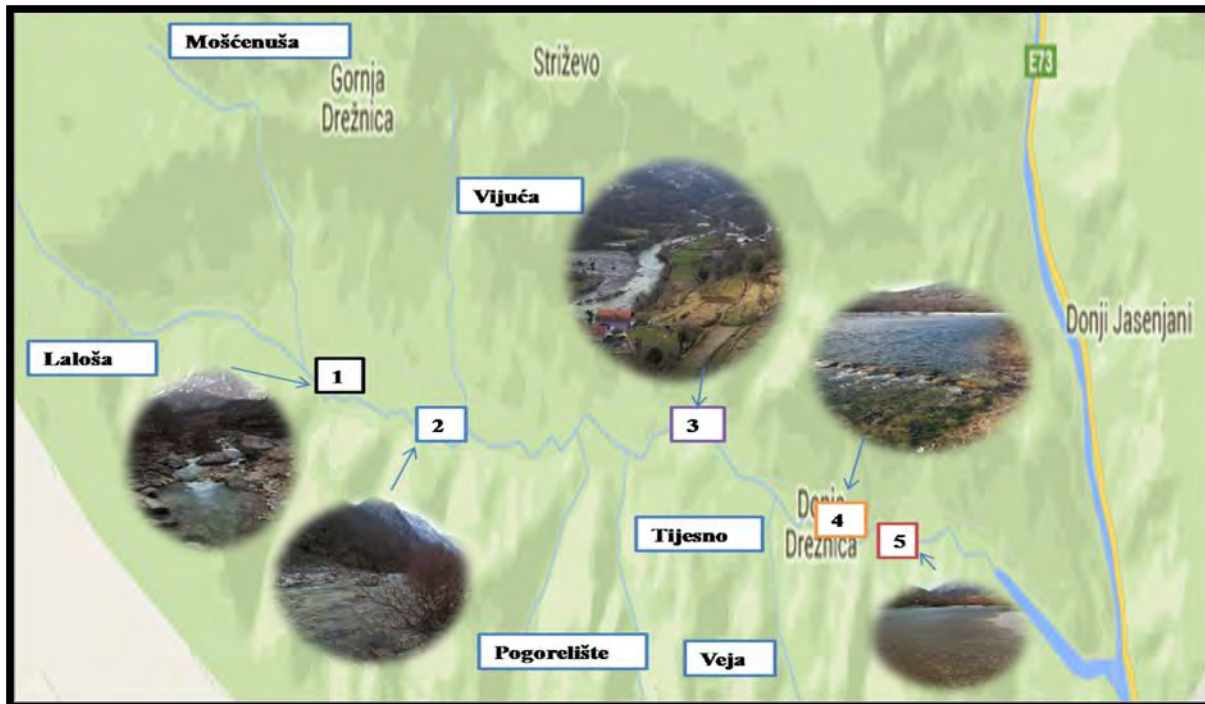 Mošćenuša
Gornja
Drežnica
Striževo
E73
Vijuća
Donji Jasenjani
Laloša
1
2
3
Donja
Drežnica
4
5
Tijesno
Pogorelište
Veja